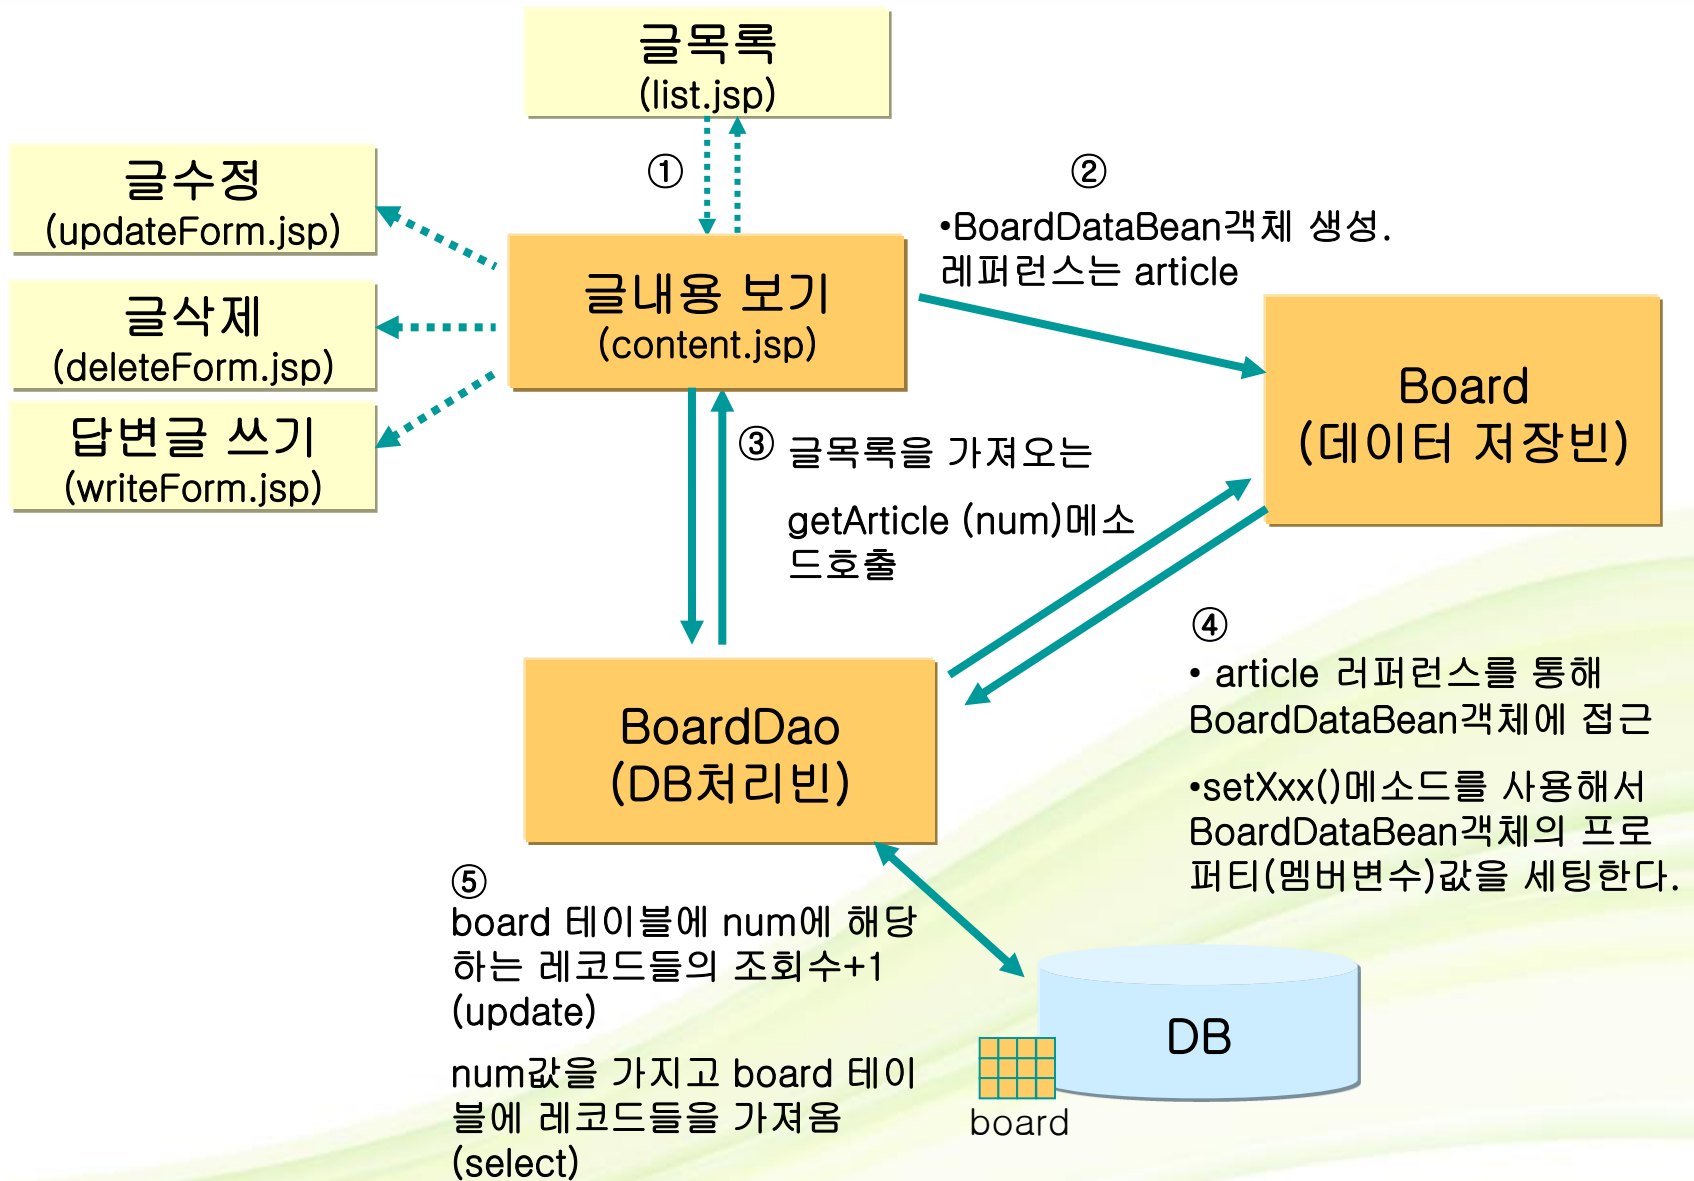 글목록
(list.jsp)
①
글수정
(updateForm.jsp)
글삭제
(deleteForm.jsp)
답변글 쓰기
(writeForm.jsp)
글내용 보기
(content.jsp)
②
•BoardDataBean객체 생성.
레퍼런스는 article
Board
(데이터 저장빈)
③ 글목록을 가져오는
getArticle (num)메소
드호출
④
• article 러퍼런스를 통해
BoardDataBean객체에 접근
•setXxx()메소드를 사용해서
BoardDataBean객체의 프로
퍼티(멤버변수)값을 세팅한다.
BoardDao
(DB처리빈)
⑤
board 테이블에 num에 해당
하는 레코드들의 조회수+1
(update)
num값을 가지고 board 테이
블에 레코드들을 가져옴
(select)
DB
board